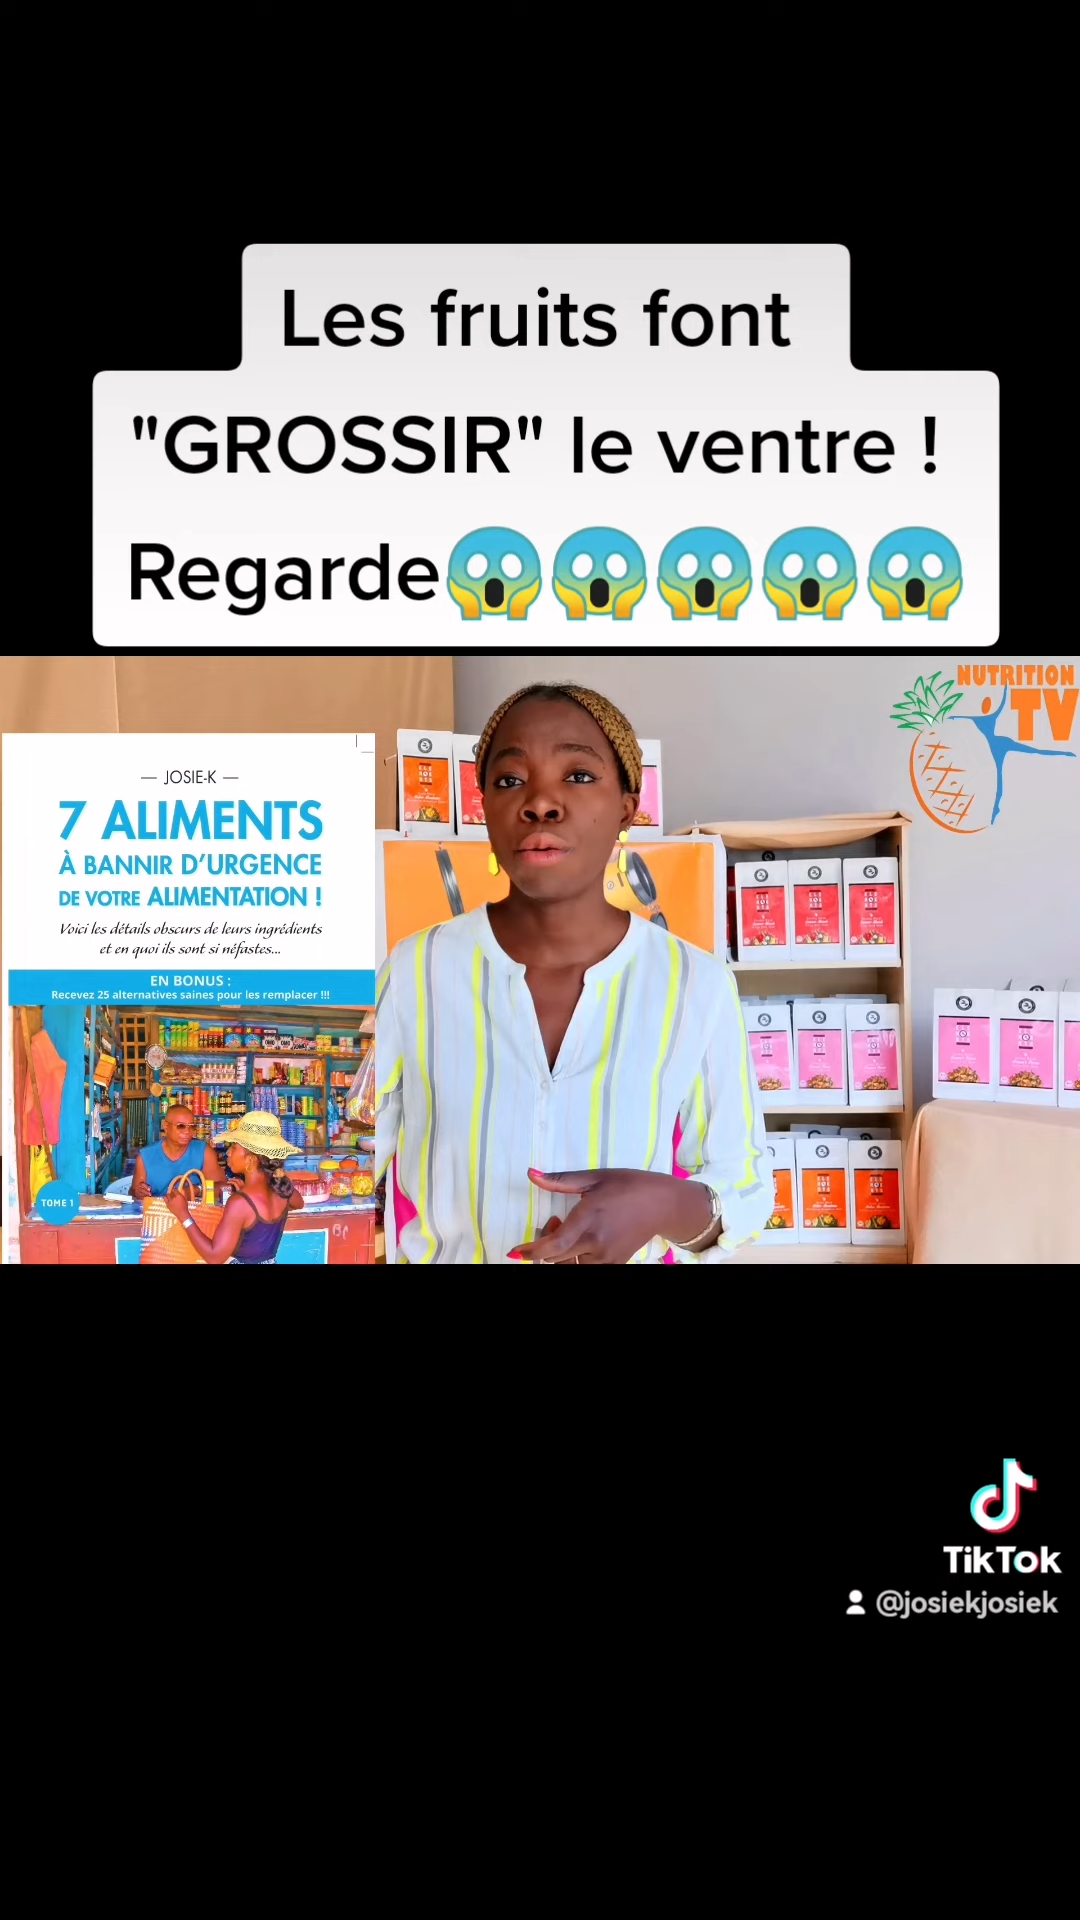 Les fruits font
"GROSSIR" le ventre !
Regarde😱😱😱😱😱
NUTRITION
TV
— JOSIE-K —
7 ALIMENTS
À BANNIR D'URGENCE
DE VOTRE ALIMENTATION !
Voici les détails obscurs de leurs ingrédients
et en quoi ils sont si néfastes...
EN BONUS :
Recevez 25 alternatives saines pour les remplacer !!!
TOME 1
TikTok
@josiekjosiek